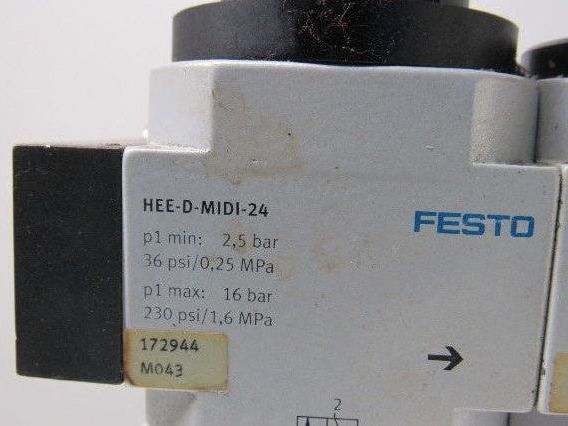 HEE-D-MIDI-24
FESTO
p1 min: 2,5 bar
36 psi/0,25 MPa
p1 max: 16 bar
230 psi/1,6 MPa
172944
M043
2